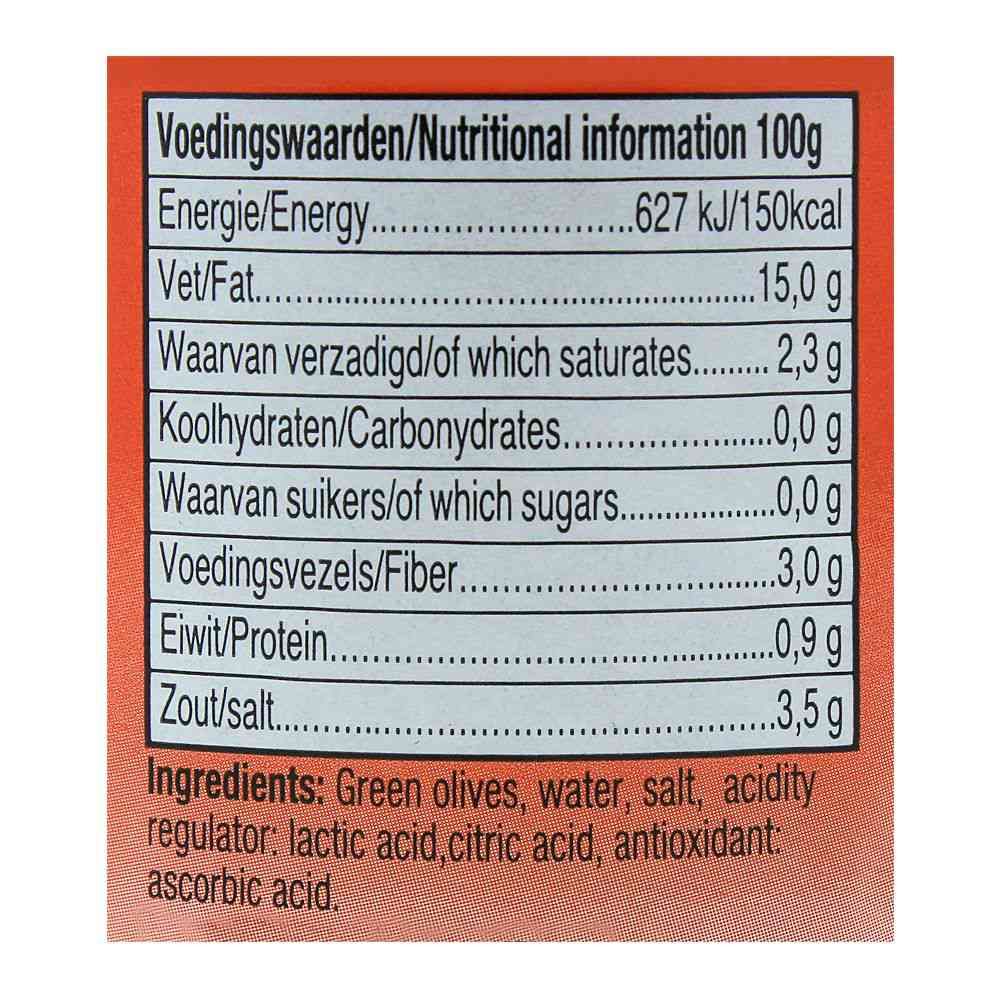 Voedingswaarden/Nutritional information 100g
Energie/Energy..........................627 kJ/150kcal
Vet/Fat...................................................15,0 g
Waarvan verzadigd/of which saturates......... 2,3 g
Koolhydraten/Carbonydrates.......................0,0 g
Waarvan suikers/of which sugars..................0,0 g
Voedingsvezels/Fiber................................3,0 g
Eiwit/Protein.............................................0,9 g
Zout/salt...................................................3,5 g
Ingredients: Green olives, water, salt, acidity
regulator: lactic acid,citric acid, antioxidant:
ascorbic acid.